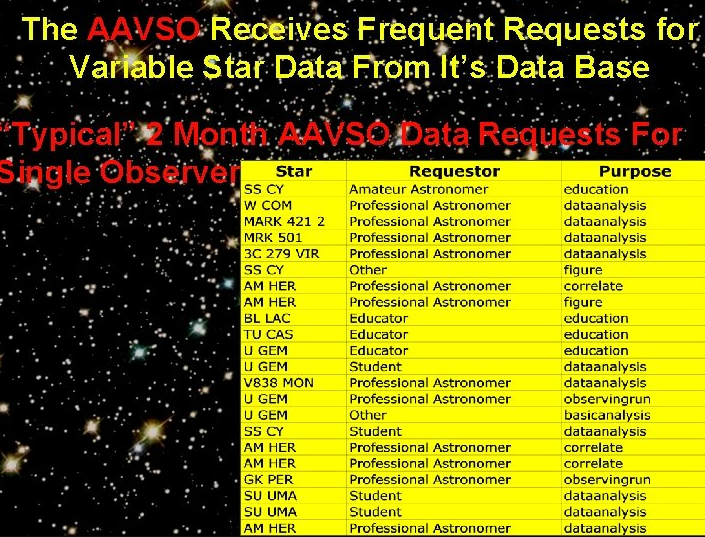 The AAVSO Receives Frequent Requests for
Variable Star Data From It's Data Base
“Typical” 2 Month AAVSO Data Requests For
Single Observer
Star Requestor Purpose
SS CY Amateur Astronomer education
W COM Professional Astronomer dataanalysis
MARK 421 2 Professional Astronomer dataanalysis
MRK 501 Professional Astronomer dataanalysis
3C 279 VIR Professional Astronomer dataanalysis
SS CY Other figure
AM HER Professional Astronomer correlate
AM HER Professional Astronomer figure
BL LAC Educator education
TU CAS Educator education
U GEM Educator education
U GEM Student dataanalysis
V838 MON Professional Astronomer dataanalysis
U GEM Professional Astronomer observingrun
U GEM Other basicanalysis
SS CY Student dataanalysis
AM HER Professional Astronomer correlate
AM HER Professional Astronomer correlate
GK PER Professional Astronomer observingrun
SU UMA Student dataanalysis
SU UMA Student dataanalysis
AM HER Professional Astronomer dataanalysis